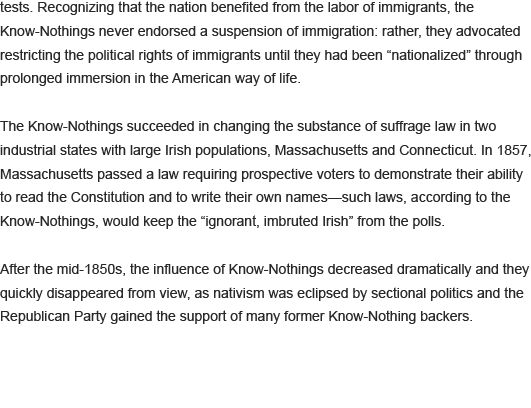 tests. Recognizing that the nation benefited from the labor of immigrants, the
Know-Nothings never endorsed a suspension of immigration: rather, they advocated
restricting the political rights of immigrants until they had been “nationalized” through
prolonged immersion in the American way of life.
The Know-Nothings succeeded in changing the substance of suffrage law in two
industrial states with large Irish populations, Massachusetts and Connecticut. In 1857,
Massachusetts passed a law requiring prospective voters to demonstrate their ability
to read the Constitution and to write their own names—such laws, according to the
Know-Nothings, would keep the “ignorant, imbruted Irish” from the polls.
After the mid-1850s, the influence of Know-Nothings decreased dramatically and they
quickly disappeared from view, as nativism was eclipsed by sectional politics and the
Republican Party gained the support of many former Know-Nothing backers.